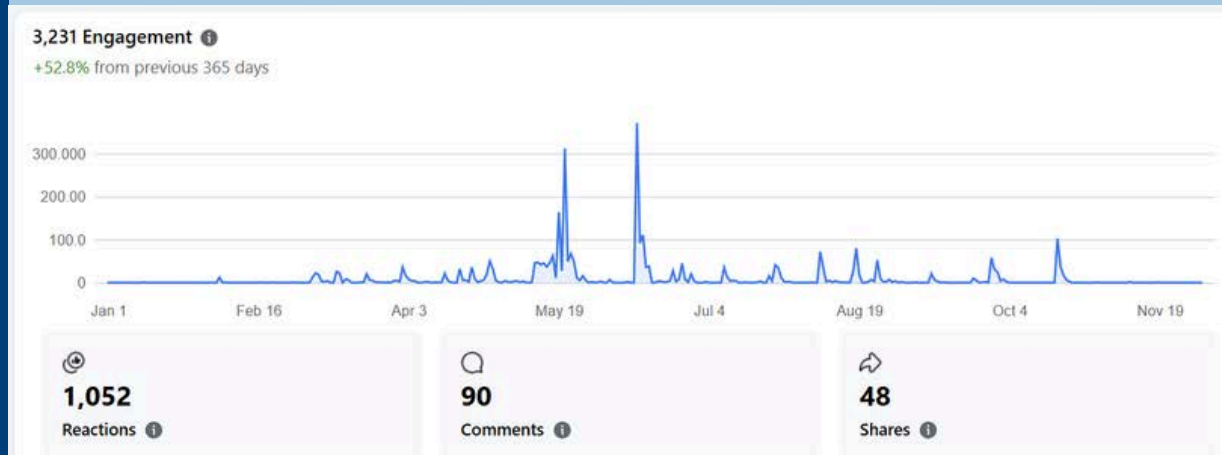 3,231 Engagement
+52.8% from previous 365 days
300.000
200.00
100.0
0
Jan 1 Feb 16 Apr 3 May 19 Jul 4 Aug 19 Oct 4 Nov 19
1,052 90 48
Reactions Comments Shares